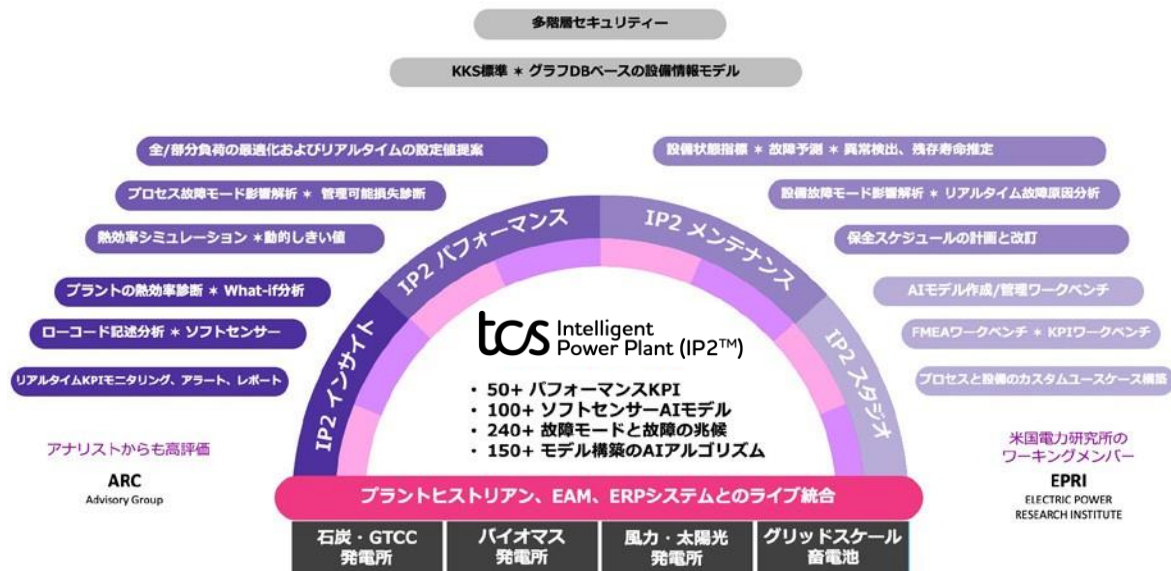 多階層セキュリティー
KKS標準 * グラフDBベースの設備情報モデル
全/部分負荷の最適化およびリアルタイムの設定値提案
プロセス故障モード影響解析 * 管理可能損失診断
熱効率シミュレーション *動的しきい値
プラントの熱効率診断 * What-if分析
ローコード記述分析 * ソフトセンサー
リアルタイムKPIモニタリング、アラート、レポート
設備状態指標 * 故障予測 * 異常検出、残存寿命推定
設備故障モード影響解析 * リアルタイム故障原因分析
保全スケジュールの計画と改訂
AIモデル作成/管理ワークベンチ
FMEAワークベンチ * KPIワークベンチ
プロセスと設備のカスタムユースケース構築
IP2 インサイト
IP2 パフォーマンス
IP2 メンテナンス
IP2 スタジオ
tcs Intelligent
Power Plant (IP2™)
・ 50+ パフォーマンスKPI
・ 100+ ソフトセンサーAIモデル
・ 240+ 故障モードと故障の兆候
・ 150+ モデル構築のAIアルゴリズム
アナリストからも高評価
ARC
Advisory Group
米国電力研究所の
ワーキングメンバー
EPRI
ELECTRIC POWER
RESEARCH INSTITUTE
プラントヒストリアン、EAM、ERPシステムとのライブ統合
石炭・GTCC
発電所
バイオマス
発電所
風力・太陽光
発電所
グリッドスケール
畜電池